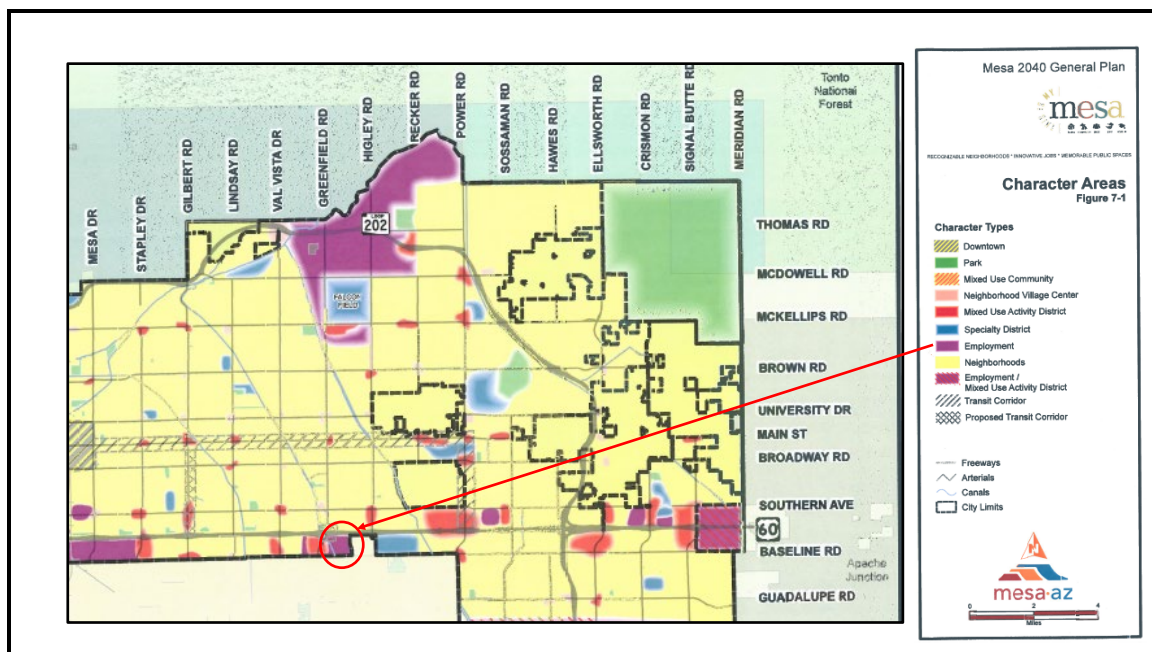 Mesa 2040 General Plan
mesa
RECOGNIZABLE NEIGHBORHOODS * INNOVATIVE JOBS * MEMORABLE PUBLIC SPACES
Character Areas
Figure 7-1
Character Types
Downtown
Park
Mixed Use Community
Neighborhood Village Center
Mixed Use Activity District
Specialty District
Employment
Neighborhoods
Employment /
Mixed Use Activity District
Transit Corridor
Proposed Transit Corridor
Freeways
Arterials
Canals
City Limits
mesa·az
0 2 4
Miles
Tonto
National
Forest
MESA DR
STAPLEY DR
GILBERT RD
LINDSAY RD
VAL VISTA DR
GREENFIELD RD
HIGLEY RD
RECKER RD
POWER RD
SOSSAMAN RD
HAWES RD
ELLSWORTH RD
CRISMON RD
SIGNAL BUTTE RD
MERIDIAN RD
LOOP
202
FALCON
FIELD
THOMAS RD
MCDOWELL RD
MCKELLIPS RD
BROWN RD
UNIVERSITY DR
MAIN ST
BROADWAY RD
SOUTHERN AVE
60
BASELINE RD
Apache
Junction
GUADALUPE RD